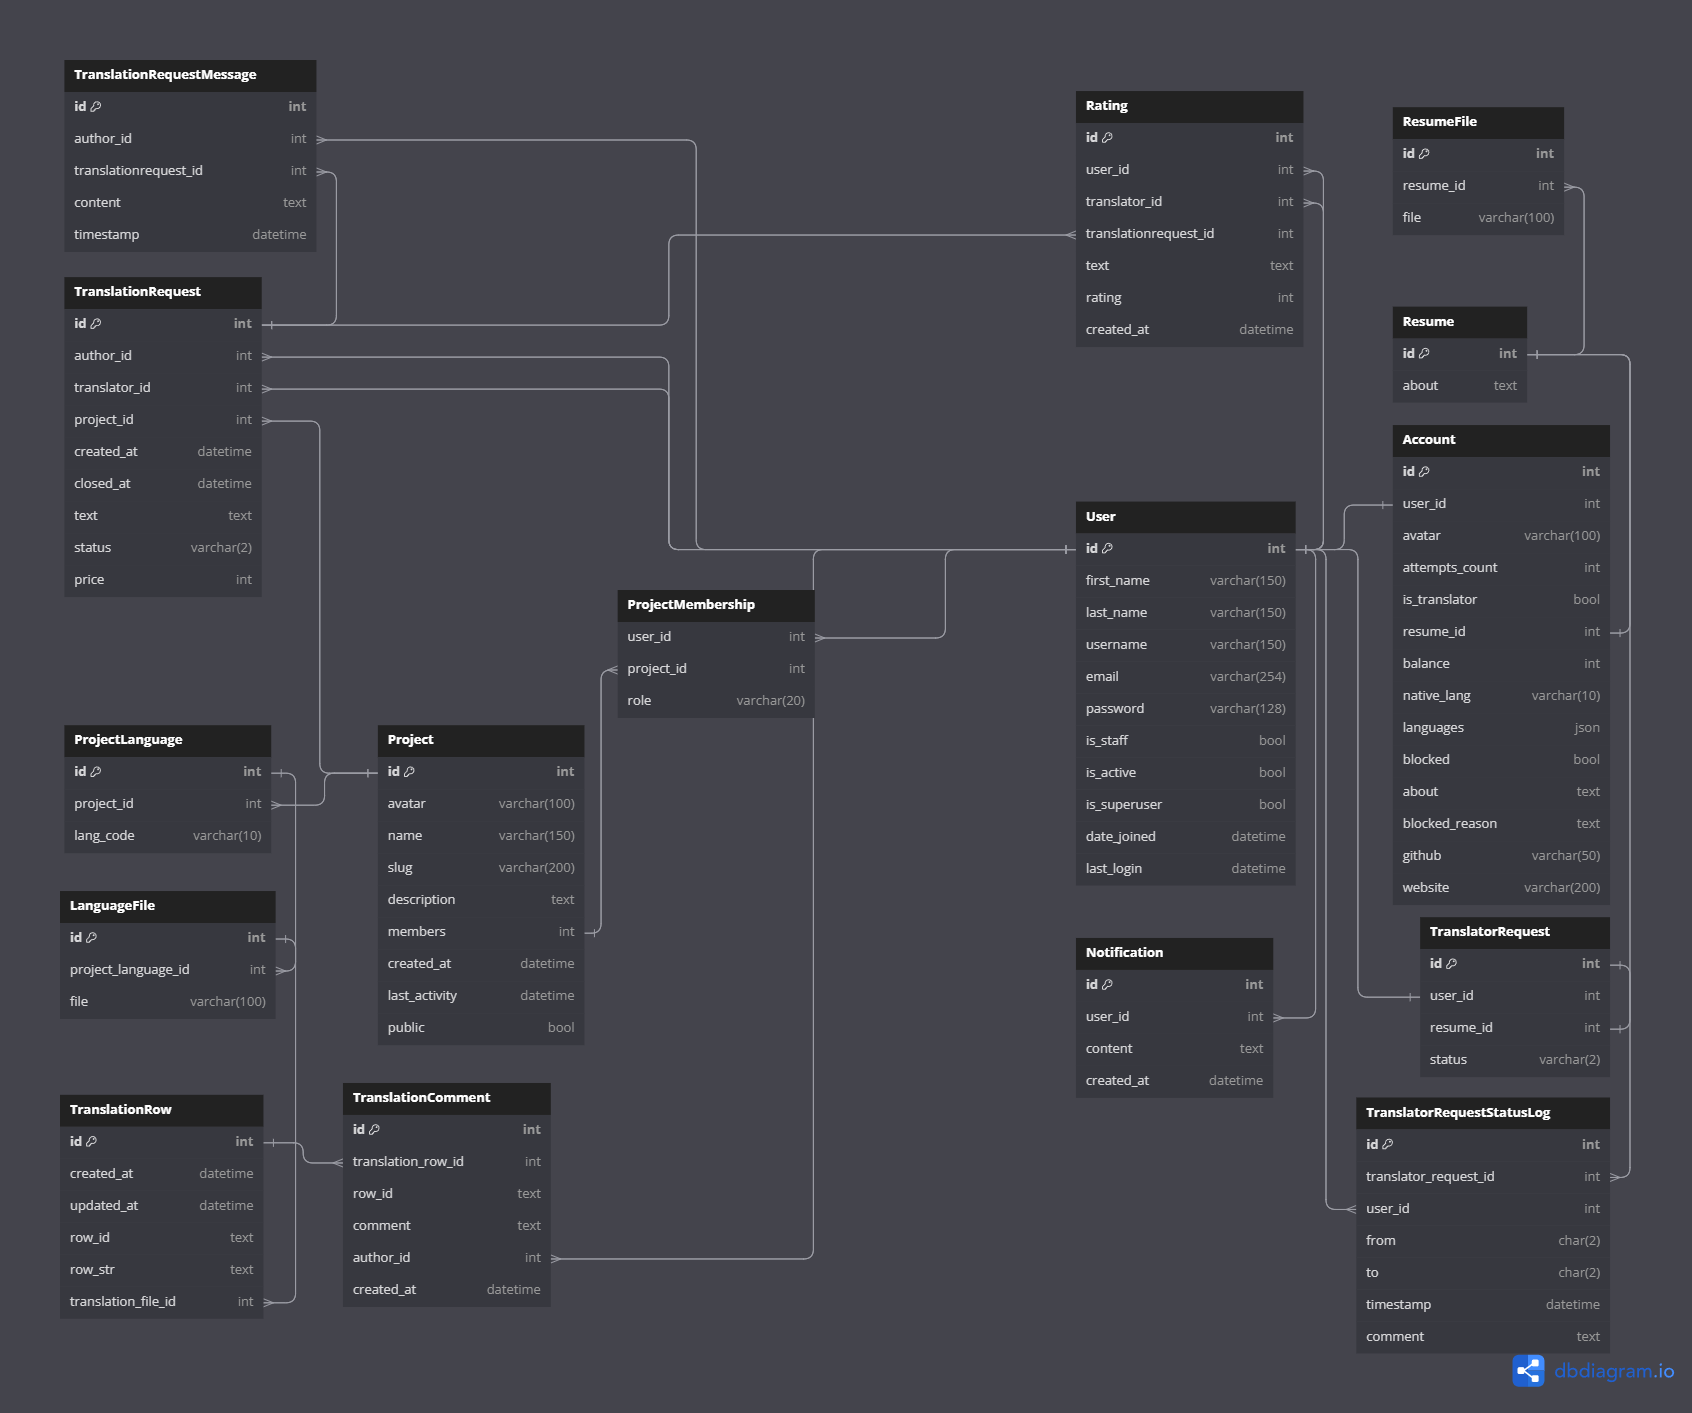 TranslationRequestMessage
id int
author_id int
translationrequest_id int
content text
timestamp datetime
TranslationRequest
id int
author_id int
translator_id int
project_id int
created_at datetime
closed_at datetime
text text
status varchar(2)
price int
ProjectLanguage
id int
project_id int
lang_code varchar(10)
LanguageFile
id int
project_language_id int
file varchar(100)
TranslationRow
id int
created_at datetime
updated_at datetime
row_id text
row_str text
translation_file_id int
Project
id int
avatar varchar(100)
name varchar(150)
slug varchar(200)
description text
members int
created_at datetime
last_activity datetime
public bool
TranslationComment
id int
translation_row_id int
row_id text
comment text
author_id int
created_at datetime
ProjectMembership
user_id int
project_id int
role varchar(20)
Rating
id int
user_id int
translator_id int
translationrequest_id int
text text
rating int
created_at datetime
User
id int
first_name varchar(150)
last_name varchar(150)
username varchar(150)
email varchar(254)
password varchar(128)
is_staff bool
is_active bool
is_superuser bool
date_joined datetime
last_login datetime
Notification
id int
user_id int
content text
created_at datetime
ResumeFile
id int
resume_id int
file varchar(100)
Resume
id int
about text
Account
id int
user_id int
avatar varchar(100)
attempts_count int
is_translator bool
resume_id int
balance int
native_lang varchar(10)
languages json
blocked bool
about text
blocked_reason text
github varchar(50)
website varchar(200)
TranslatorRequest
id int
user_id int
resume_id int
status varchar(2)
TranslatorRequestStatusLog
id int
translator_request_id int
user_id int
from char(2)
to char(2)
timestamp datetime
comment text
dbdiagram.io